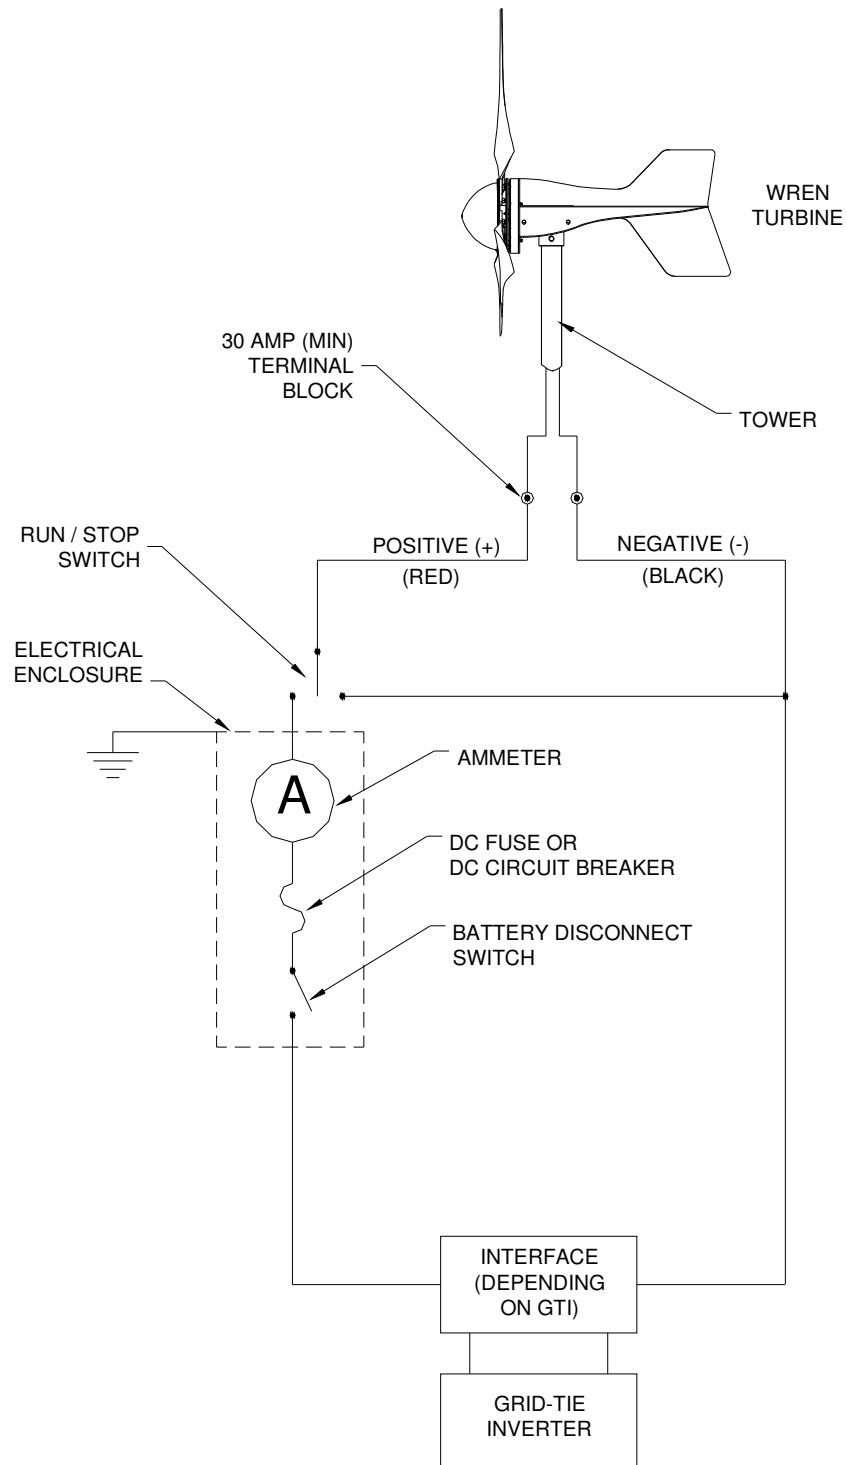 WREN
TURBINE
30 AMP (MIN)
TERMINAL
BLOCK
TOWER
RUN / STOP
SWITCH
POSITIVE (+)
(RED)
NEGATIVE (-)
(BLACK)
ELECTRICAL
ENCLOSURE
AMMETER
A
DC FUSE OR
DC CIRCUIT BREAKER
BATTERY DISCONNECT
SWITCH
INTERFACE
(DEPENDING
ON GTI)
GRID-TIE
INVERTER